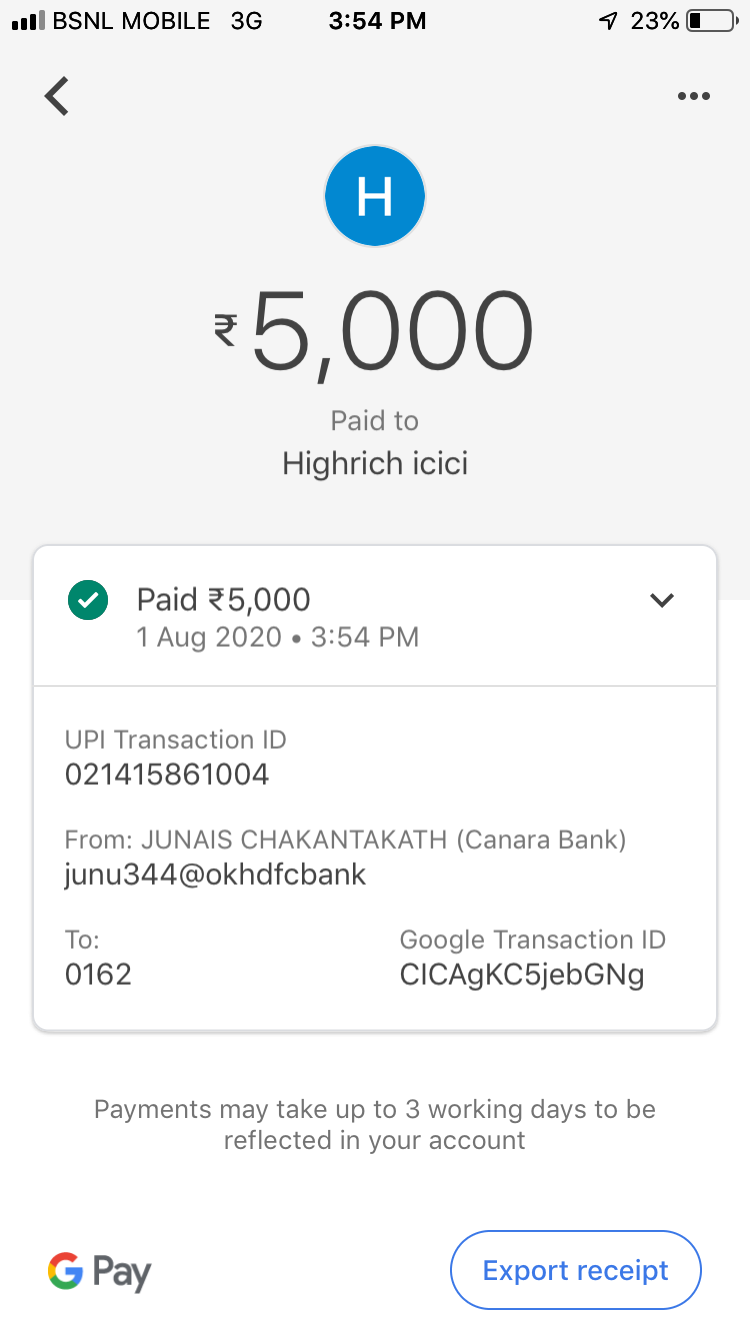 BSNL MOBILE 3G 3:54 PM 23%
H
₹5,000
Paid to
Highrich icici
Paid ₹5,000
1 Aug 2020 • 3:54 PM
UPI Transaction ID
021415861004
From: JUNAIS CHAKANTAKATH (Canara Bank)
junu344@okhdfcbank
To: Google Transaction ID
0162 CICAgKC5jebGNg
Payments may take up to 3 working days to be
reflected in your account
G Pay Export receipt